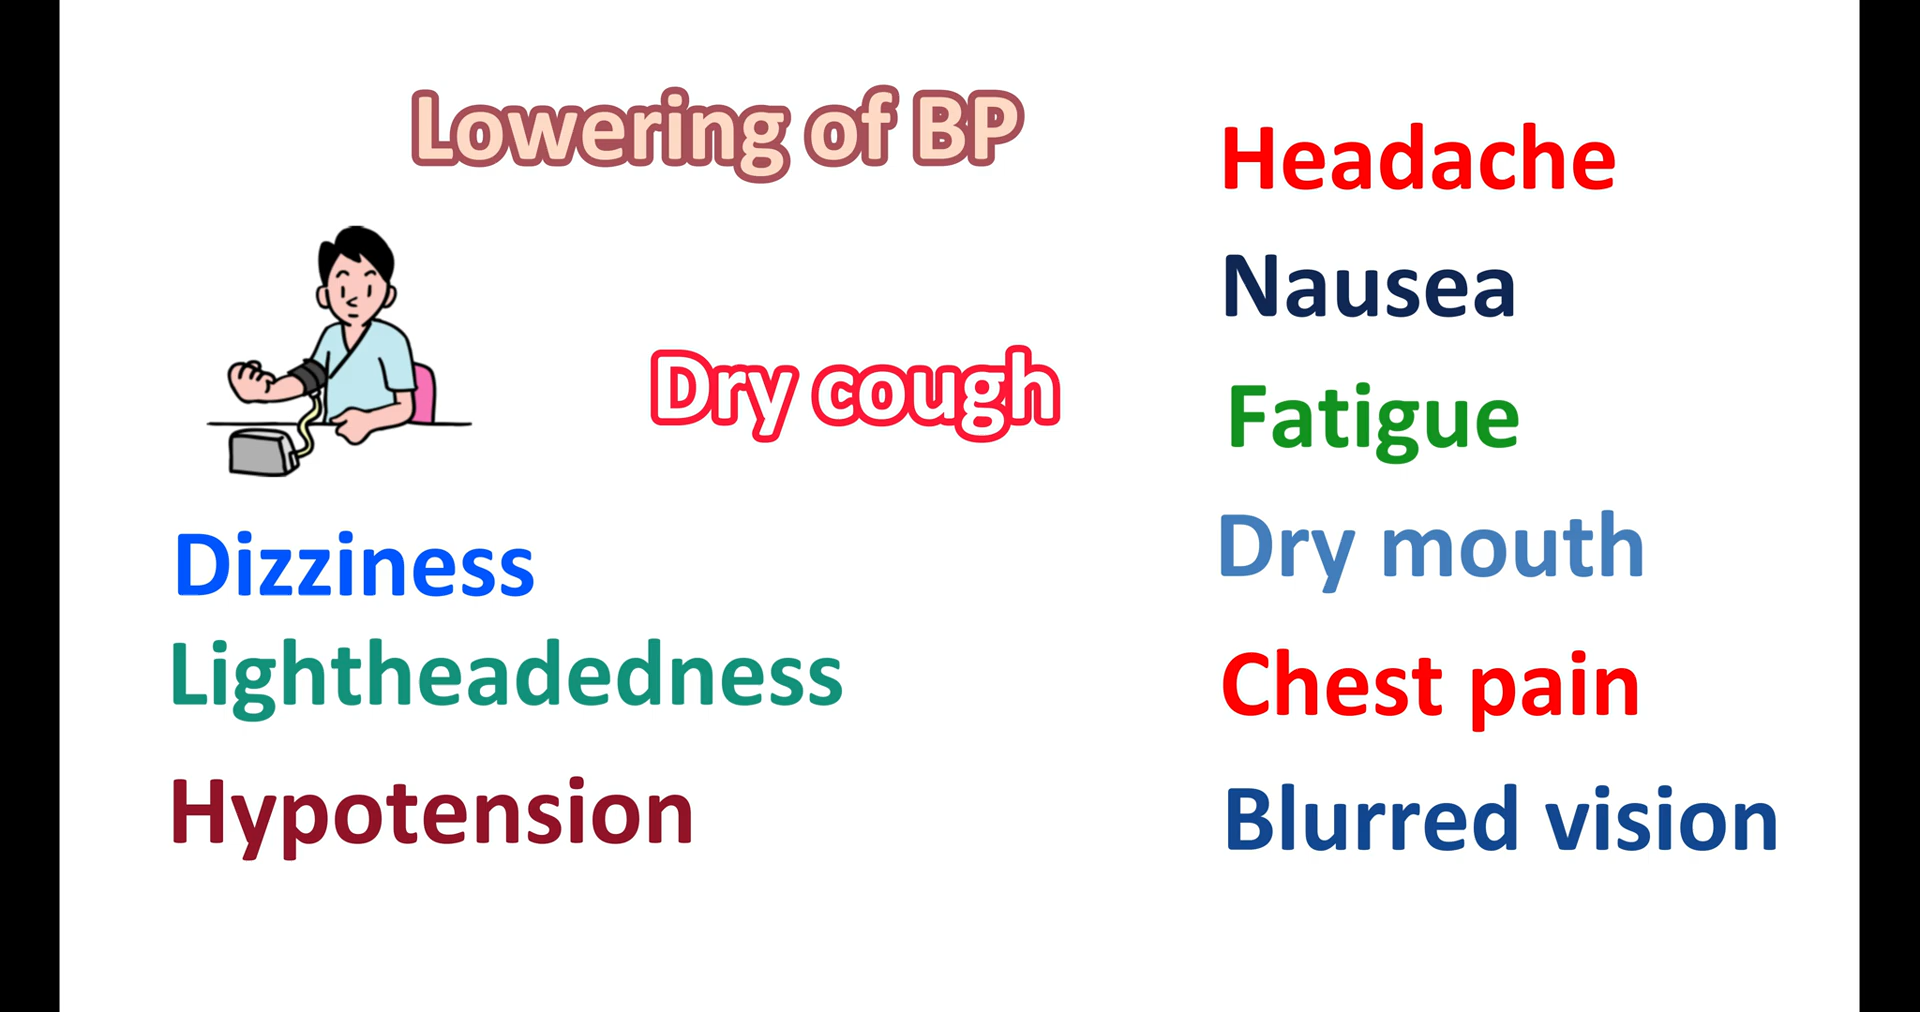 Lowering of BP
Dry cough
Dizziness
Lightheadedness
Hypotension
Headache
Nausea
Fatigue
Dry mouth
Chest pain
Blurred vision